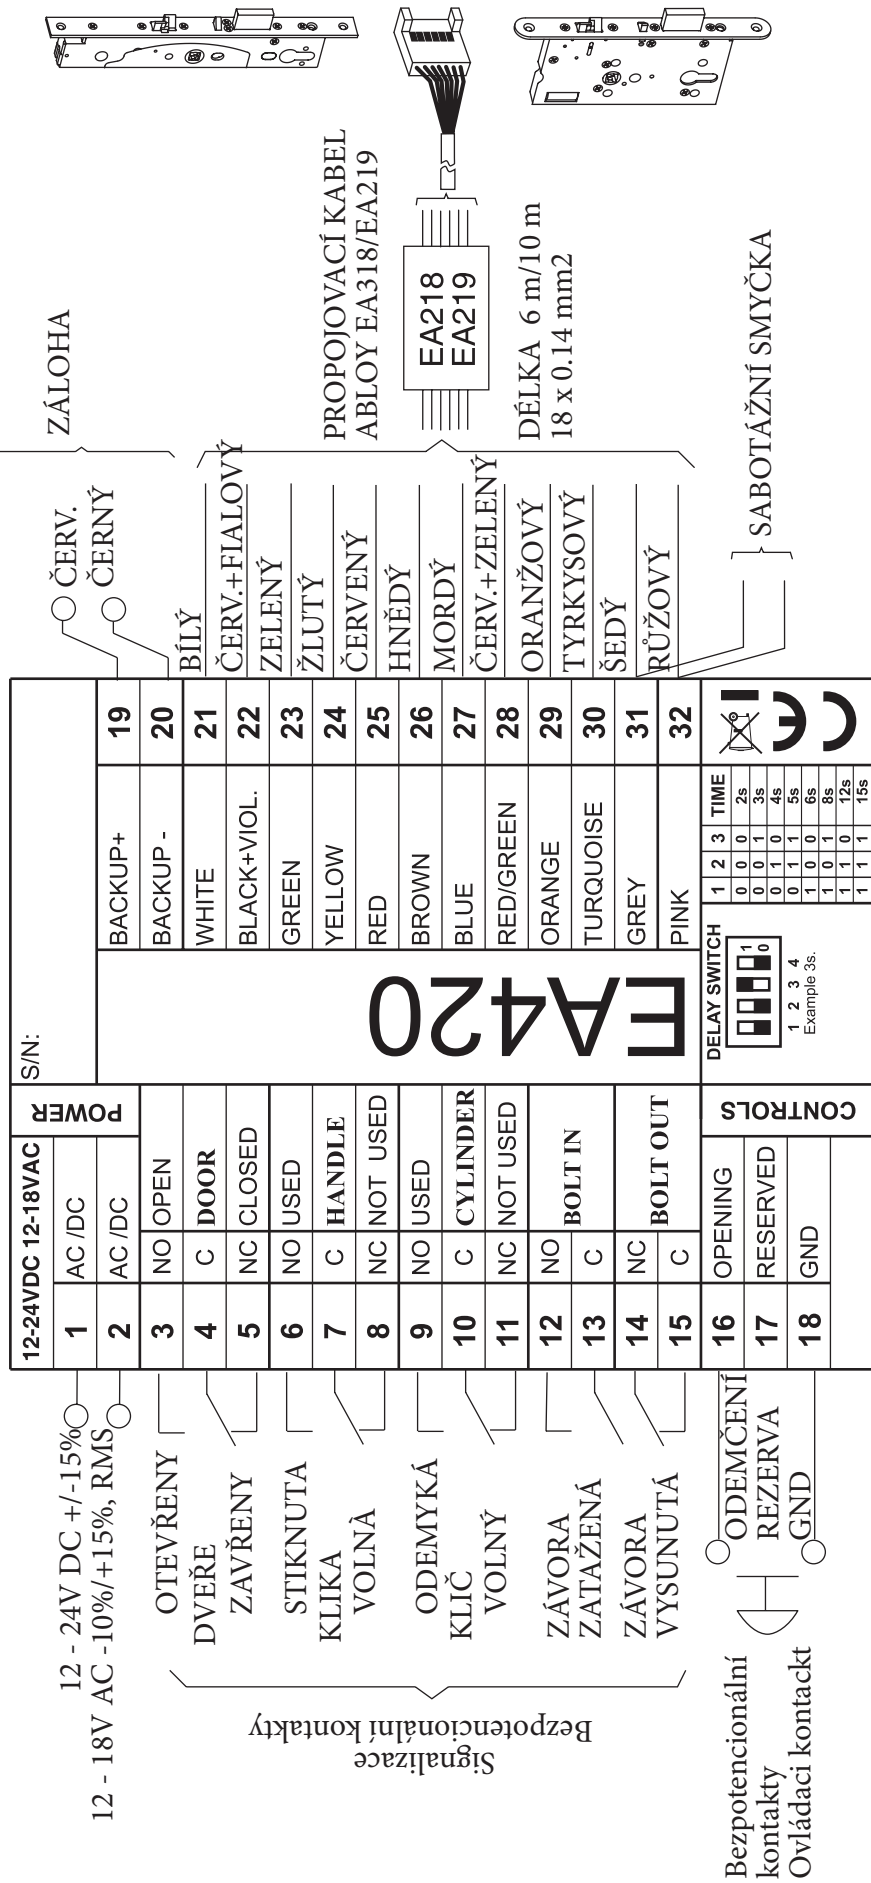 12 - 24V DC +/-15%
12 - 18V AC -10%/+15%, RMS
Signalizace
Bezpotencionální kontakty
OTEVŘENY
DVEŘE
ZAVŘENY
STIKNUTA
KLIKA
VOLNÁ
ODEMYKÁ
KLIČ
VOLNÝ
ZÁVORA
ZATAŽENÁ
ZÁVORA
VYSUNUTÁ
Bezpotencionální
kontakty
Ovládaci kontackt
ODEMČENÍ
REZERVA
GND
12-24VDC 12-18VAC
POWER
S/N:
1 AC /DC
2 AC /DC
3 NO OPEN
4 C DOOR
5 NC CLOSED
6 NO USED
7 C HANDLE
8 NC NOT USED
9 NO USED
10 C CYLINDER
11 NC NOT USED
12 NO
BOLT IN
13 C
14 NC
BOLT OUT
15 C
16 OPENING
17 RESERVED
18 GND
CONTROLS
EA420
BACKUP+ 19
BACKUP - 20
WHITE 21
BLACK+VIOL. 22
GREEN 23
YELLOW 24
RED 25
BROWN 26
BLUE 27
RED/GREEN 28
ORANGE 29
TURQUOISE 30
GREY 31
PINK 32
DELAY SWITCH
1
0
1 2 3 4
Example 3s.
1 2 3 TIME
0 0 0 2s
0 0 1 3s
0 1 0 4s
0 1 1 5s
1 0 0 6s
1 0 1 8s
1 1 0 12s
1 1 1 15s
CE
ČERV.
ČERNÝ
ZÁLOHA
BÍLÝ
ČERV.+FIALOVÝ
ZELENÝ
ŽLUTÝ
ČERVENÝ
HNĚDÝ
MORDÝ
ČERV.+ZELENÝ
ORANŽOVÝ
TYRKYSOVÝ
ŠEDÝ
RŮŽOVÝ
PROPOJOVACÍ KABEL
ABLOY EA318/EA219
EA218
EA219
DÉLKA 6 m/10 m
18 x 0.14 mm2
SABOTÁŽNÍ SMYČKA